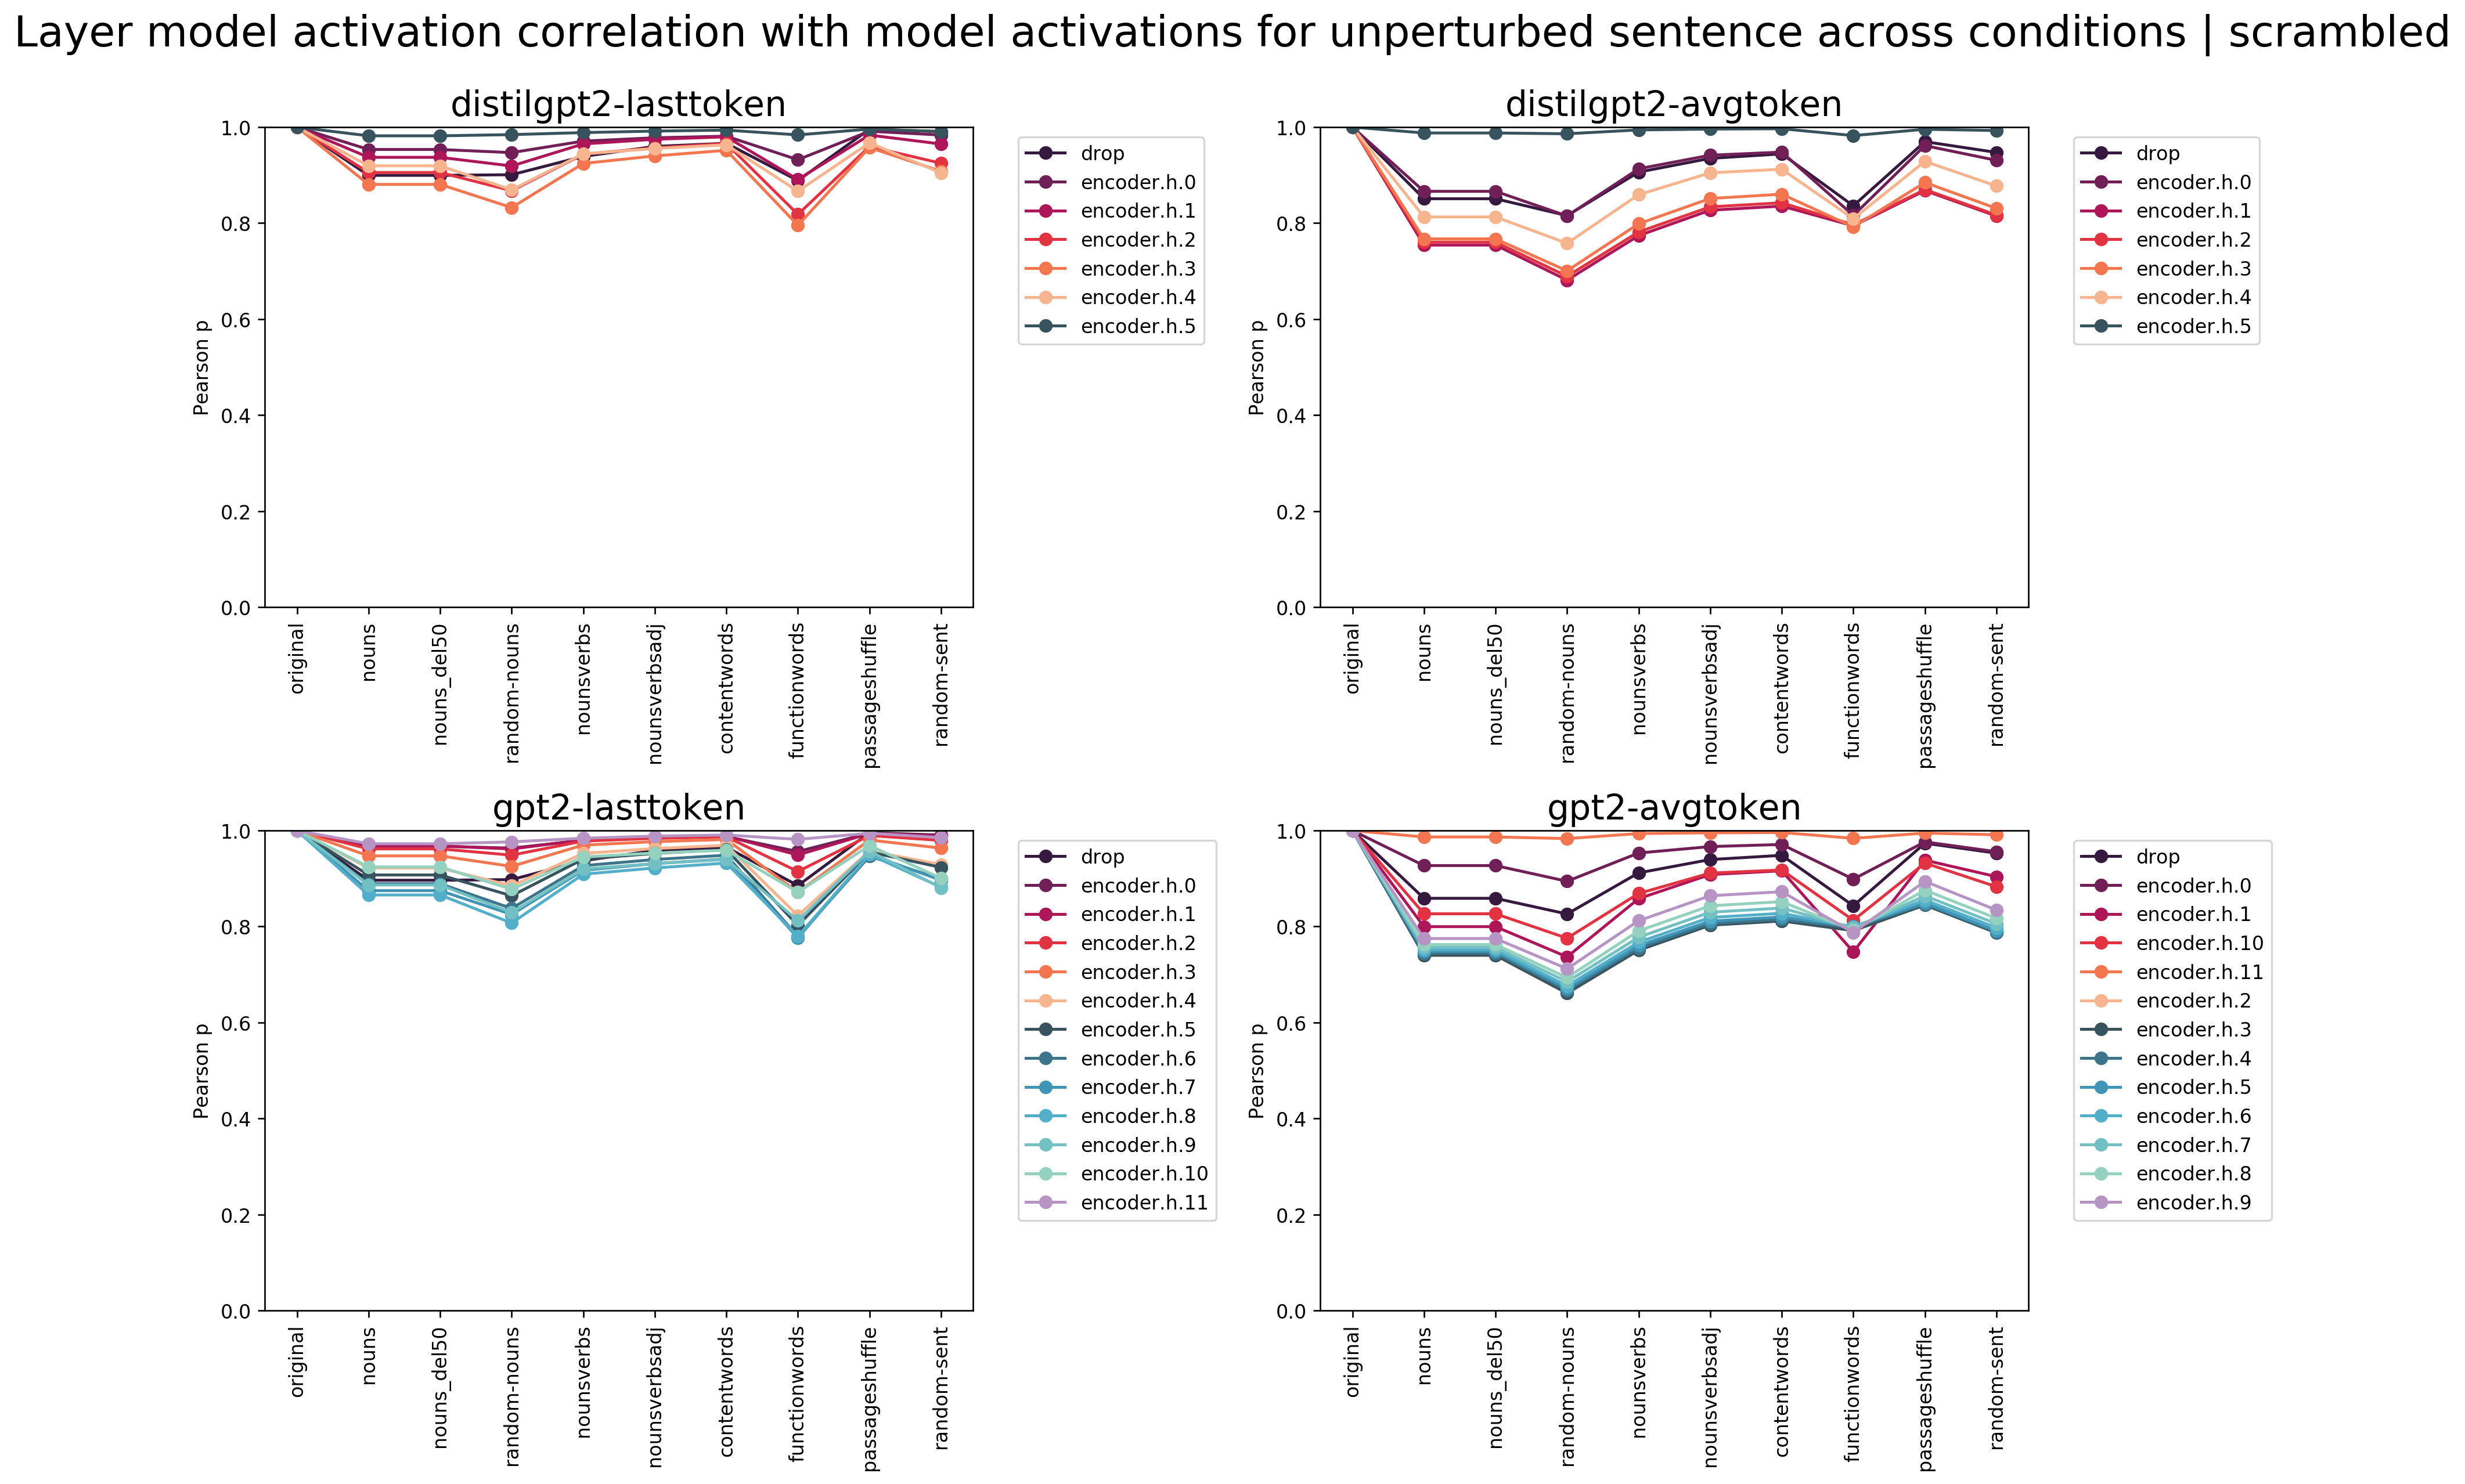 Layer model activation correlation with model activations for unperturbed sentence across conditions | scrambled
distilgpt2-lasttoken
Pearson p
1.0
0.8
0.6
0.4
0.2
0.0
original
nouns
nouns_del50
random-nouns
nounsverbs
nounsverbsadj
contentwords
functionwords
passageshuffle
random-sent
drop
encoder.h.0
encoder.h.1
encoder.h.2
encoder.h.3
encoder.h.4
encoder.h.5
distilgpt2-avgtoken
Pearson p
1.0
0.8
0.6
0.4
0.2
0.0
original
nouns
nouns_del50
random-nouns
nounsverbs
nounsverbsadj
contentwords
functionwords
passageshuffle
random-sent
drop
encoder.h.0
encoder.h.1
encoder.h.2
encoder.h.3
encoder.h.4
encoder.h.5
gpt2-lasttoken
Pearson p
1.0
0.8
0.6
0.4
0.2
0.0
original
nouns
nouns_del50
random-nouns
nounsverbs
nounsverbsadj
contentwords
functionwords
passageshuffle
random-sent
drop
encoder.h.0
encoder.h.1
encoder.h.2
encoder.h.3
encoder.h.4
encoder.h.5
encoder.h.6
encoder.h.7
encoder.h.8
encoder.h.9
encoder.h.10
encoder.h.11
gpt2-avgtoken
Pearson p
1.0
0.8
0.6
0.4
0.2
0.0
original
nouns
nouns_del50
random-nouns
nounsverbs
nounsverbsadj
contentwords
functionwords
passageshuffle
random-sent
drop
encoder.h.0
encoder.h.1
encoder.h.10
encoder.h.11
encoder.h.2
encoder.h.3
encoder.h.4
encoder.h.5
encoder.h.6
encoder.h.7
encoder.h.8
encoder.h.9